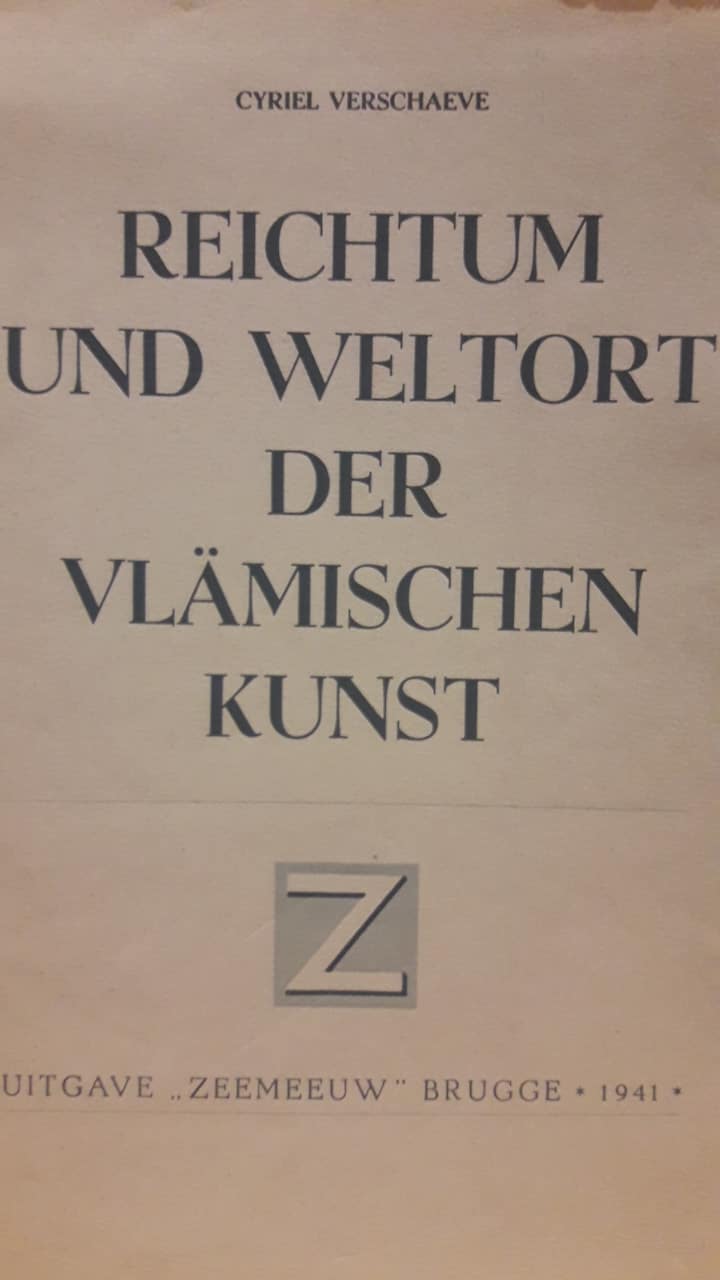 CYRIEL VERSCHAEVE
REICHTUM
UND WELTORT
DER
VLÄMISCHEN
KUNST
Z
UITGAVE „ZEEMEEUW" BRUGGE * 1941 *